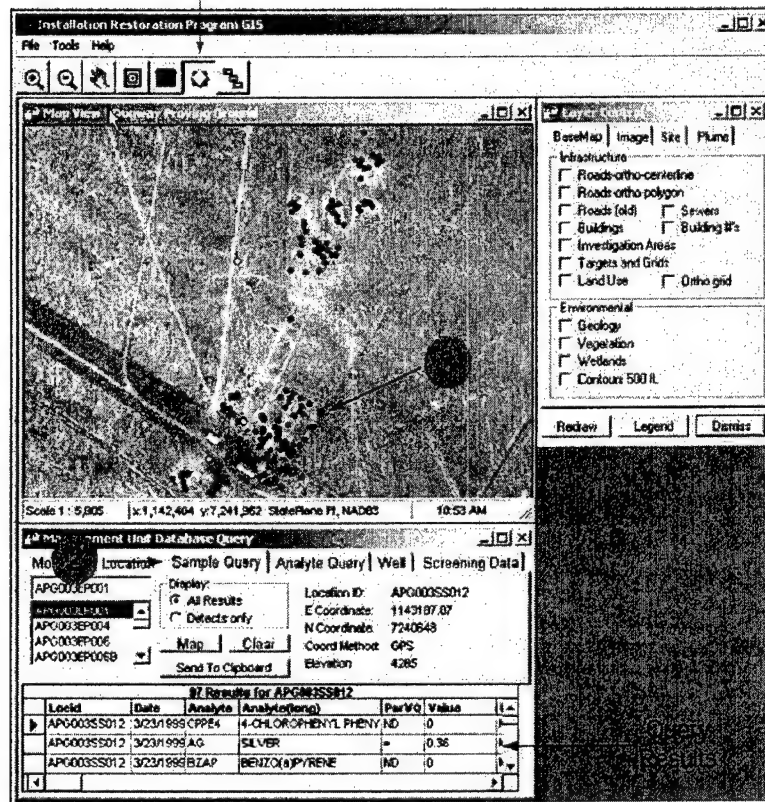 Installation Restoration Program GIS
File Tools Help
Map View
BaseMap Image Site Plume
Infrastructure
Roads-ortho-centerline
Roads-ortho-polygon
Roads (old) Sewers
Buildings Building #'s
Investigation Areas
Targets and Grids
Land Use Ortho grid
Environmental
Geology
Vegetation
Wetlands
Contours 500 ft.
Redraw Legend Dismiss
Scale 1 : 5,805 x:1,142,404 y:7,241,962 StatePlane Ft, NAD83 10:53 AM
Management Unit Database Query
Location Sample Query Analyte Query Well Screening Data
APG003EP001
APG003EP001
APG003EP004
APG003EP006
APG003EP006B
Display:
All Results
Detects only
Map Clear
Send To Clipboard
Location ID: APG003SS012
E Coordinate: 1143187.07
N Coordinate: 7240648
Coord Method: GPS
Elevation 4285
97 Results for APG003SS012
Locid Date Analyte Analyte(long) ParVQ Value
APG003SS012 3/23/1999 CPPE4 4-CHLOROPHENYL PHENY ND 0
APG003SS012 3/23/1999 AG SILVER = 0.36
APG003SS012 3/23/1999 BZAP BENZO(a)PYRENE ND 0
Results